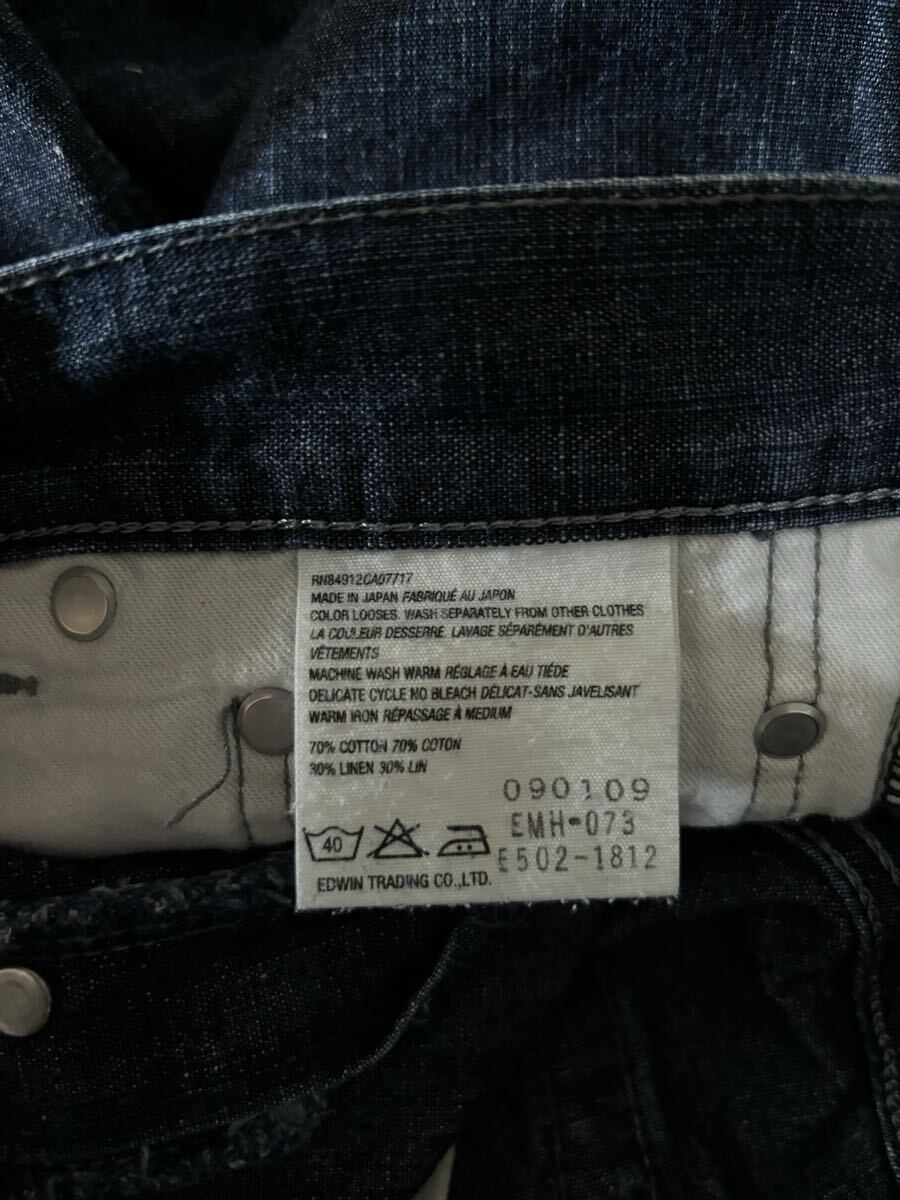 RN84912CA07717
MADE IN JAPAN FABRIQUÉ AU JAPON
COLOR LOOSES. WASH SEPARATELY FROM OTHER CLOTHES
LA COULEUR DESSERRE. LAVAGE SÉPARÉMENT D'AUTRES
VÉTEMENTS
MACHINE WASH WARM RÉGLAGE À EAU TIÉDE
DELICATE CYCLE NO BLEACH DÉLICAT-SANS JAVELISANT
WARM IRON RÉPASSAGE À MEDIUM
70% COTTON 70% COTON
30% LINEN 30% LIN
090109
EMH-073
40
E502-1812
EDWIN TRADING CO.,LTD.